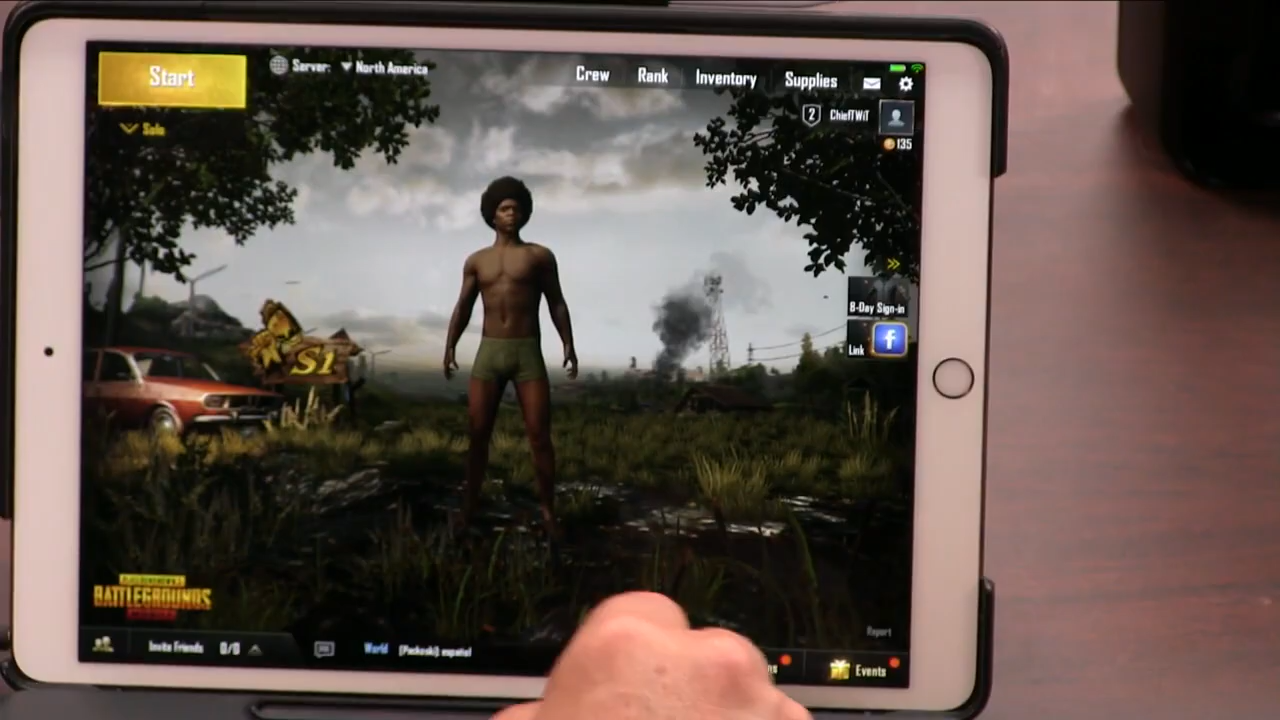 Start
Server: North America
Crew Rank Inventory Supplies
Solo
2 ChiefTWiT
135
8-Day Sign-in
Link f
S1
BATTLEGROUNDS
Report
Invite Friends 0/0
World [Paokoski] español
Events